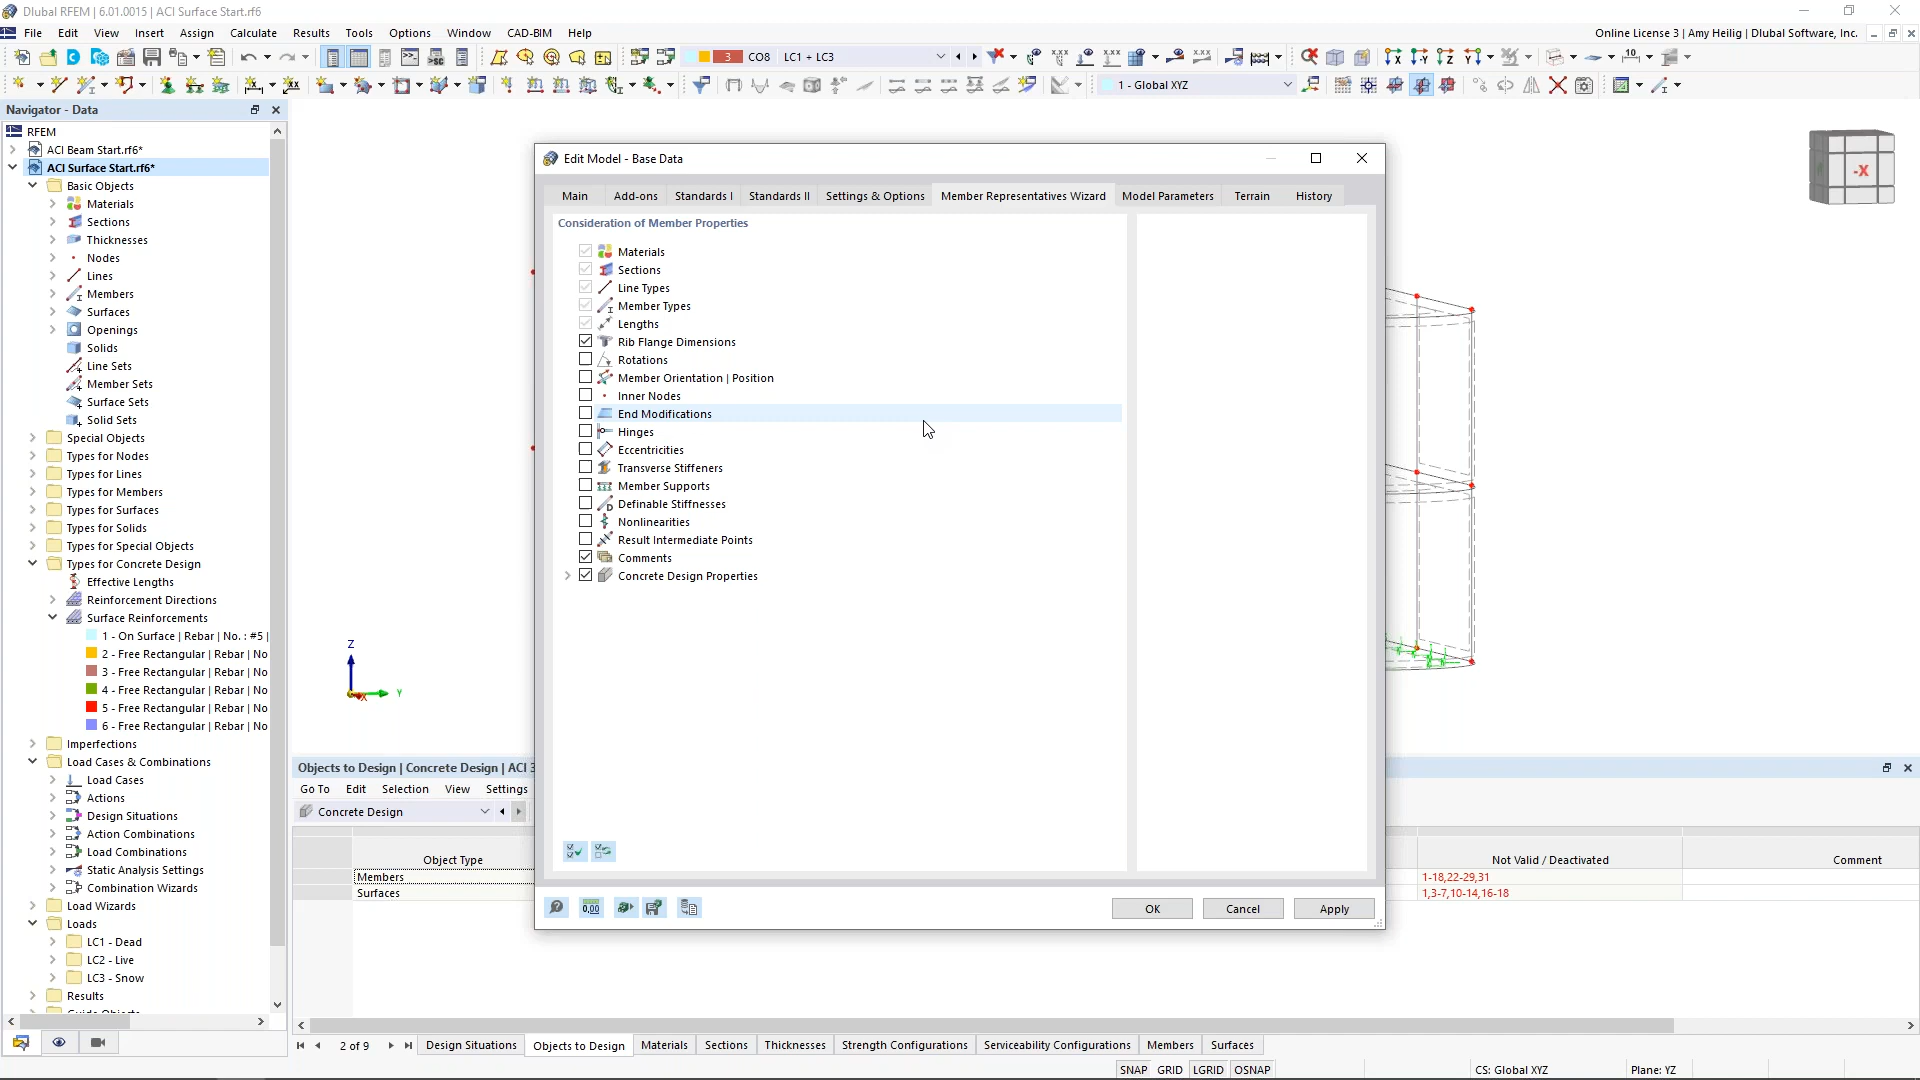 Dlubal RFEM | 6.01.0015 | ACI Surface Start.rf6
File Edit View Insert Assign Calculate Results Tools Options Window CAD-BIM Help
Online License 3 | Amy Heilig | Dlubal Software, Inc.
3 CO8 LC1 + LC3
1 - Global XYZ
Navigator - Data
RFEM
ACI Beam Start.rf6*
ACI Surface Start.rf6*
Basic Objects
Materials
Sections
Thicknesses
Nodes
Lines
Members
Surfaces
Openings
Solids
Line Sets
Member Sets
Surface Sets
Solid Sets
Special Objects
Types for Nodes
Types for Lines
Types for Members
Types for Surfaces
Types for Solids
Types for Special Objects
Types for Concrete Design
Effective Lengths
Reinforcement Directions
Surface Reinforcements
1 - On Surface | Rebar | No. : #5 |
2 - Free Rectangular | Rebar | No
3 - Free Rectangular | Rebar | No
4 - Free Rectangular | Rebar | No
5 - Free Rectangular | Rebar | No
6 - Free Rectangular | Rebar | No
Imperfections
Load Cases & Combinations
Load Cases
Actions
Design Situations
Action Combinations
Load Combinations
Static Analysis Settings
Combination Wizards
Load Wizards
Loads
LC1 - Dead
LC2 - Live
LC3 - Snow
Results
Z
Y
X
-X
Edit Model - Base Data
Main Add-ons Standards I Standards II Settings & Options Member Representatives Wizard Model Parameters Terrain History
Consideration of Member Properties
Materials
Sections
Line Types
Member Types
Lengths
Rib Flange Dimensions
Rotations
Member Orientation | Position
Inner Nodes
End Modifications
Hinges
Eccentricities
Transverse Stiffeners
Member Supports
Definable Stiffnesses
Nonlinearities
Result Intermediate Points
Comments
Concrete Design Properties
0,00
OK Cancel Apply
Objects to Design | Concrete Design | ACI 3
Go To Edit Selection View Settings
Concrete Design
Object Type Not Valid / Deactivated Comment
Members 1-18,22-29,31
Surfaces 1,3-7,10-14,16-18
2 of 9 Design Situations Objects to Design Materials Sections Thicknesses Strength Configurations Serviceability Configurations Members Surfaces
SNAP GRID LGRID OSNAP CS: Global XYZ Plane: YZ